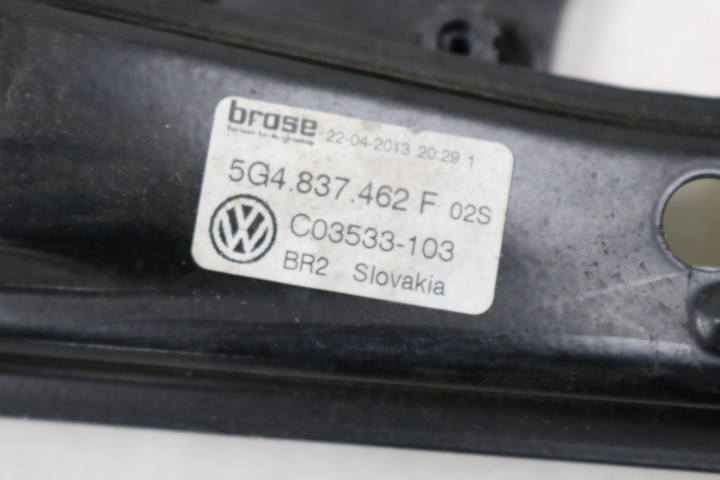 brose
22-04-2013 20:29 1
5G4.837.462 F 02S
C03533-103
BR2 Slovakia